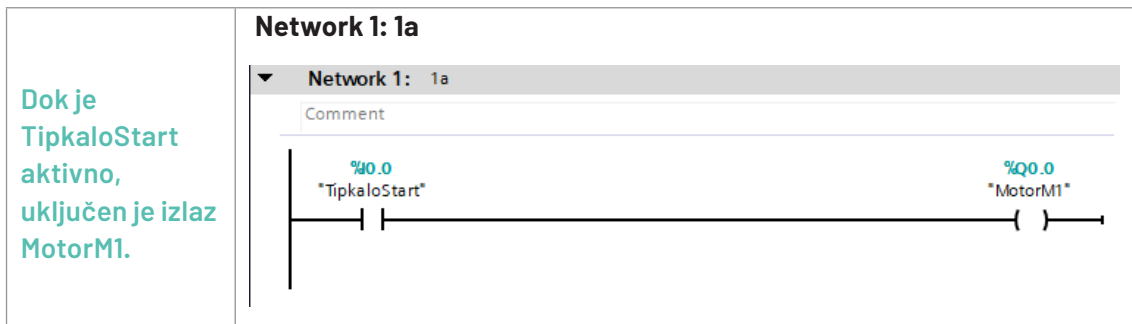 Dok je
TipkaloStart
aktivno,
uključen je izlaz
MotorM1.
Network 1: 1a
Network 1: 1a
Comment
%I0.0
"TipkaloStart"
%Q0.0
"MotorM1"